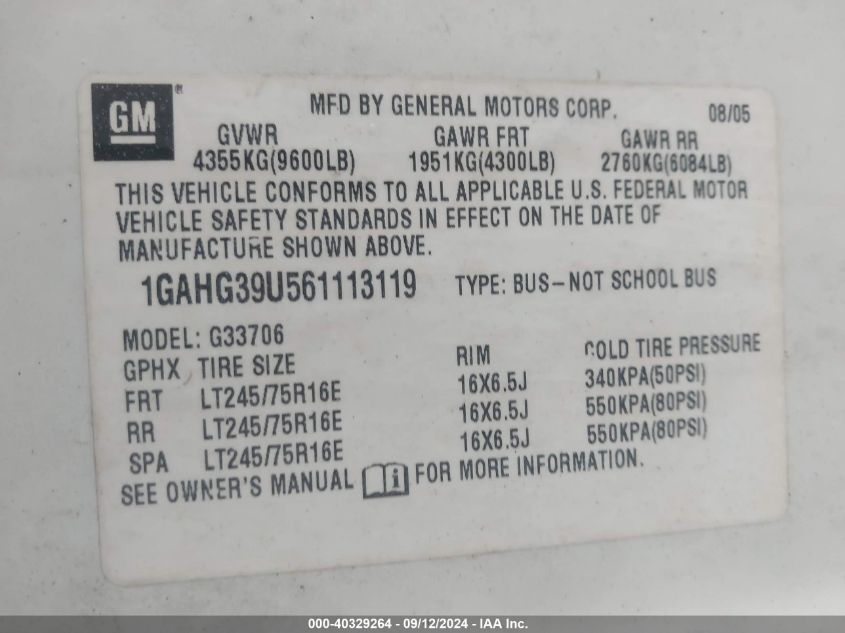 GM ®
MFD BY GENERAL MOTORS CORP. 08/05
GVWR GAWR FRT GAWR RR
4355KG(9600LB) 1951KG(4300LB) 2760KG(6084LB)
THIS VEHICLE CONFORMS TO ALL APPLICABLE U.S. FEDERAL MOTOR
VEHICLE SAFETY STANDARDS IN EFFECT ON THE DATE OF
MANUFACTURE SHOWN ABOVE.
1GAHG39U561113119 TYPE: BUS-NOT SCHOOL BUS
MODEL: G33706
GPHX TIRE SIZE RIM COLD TIRE PRESSURE
FRT LT245/75R16E 16X6.5J 340KPA(50PSI)
RR LT245/75R16E 16X6.5J 550KPA(80PSI)
SPA LT245/75R16E 16X6.5J 550KPA(80PSI)
SEE OWNER'S MANUAL i FOR MORE INFORMATION.
000-40329264 - 09/12/2024 - IAA Inc.